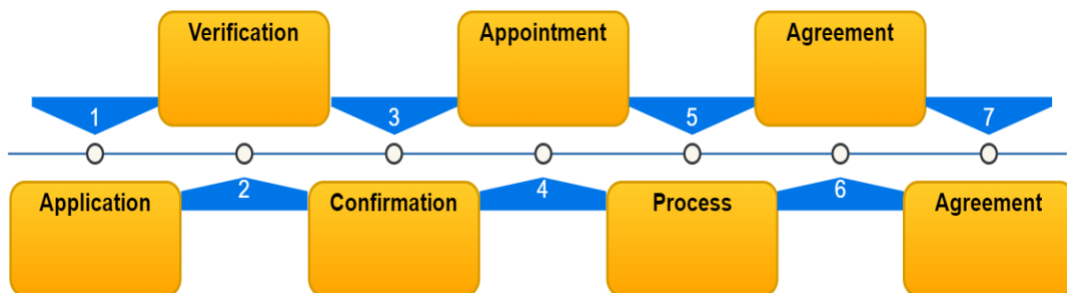 Verification
Appointment
Agreement
1
3
5
7
2
4
6
Application
Confirmation
Process
Agreement